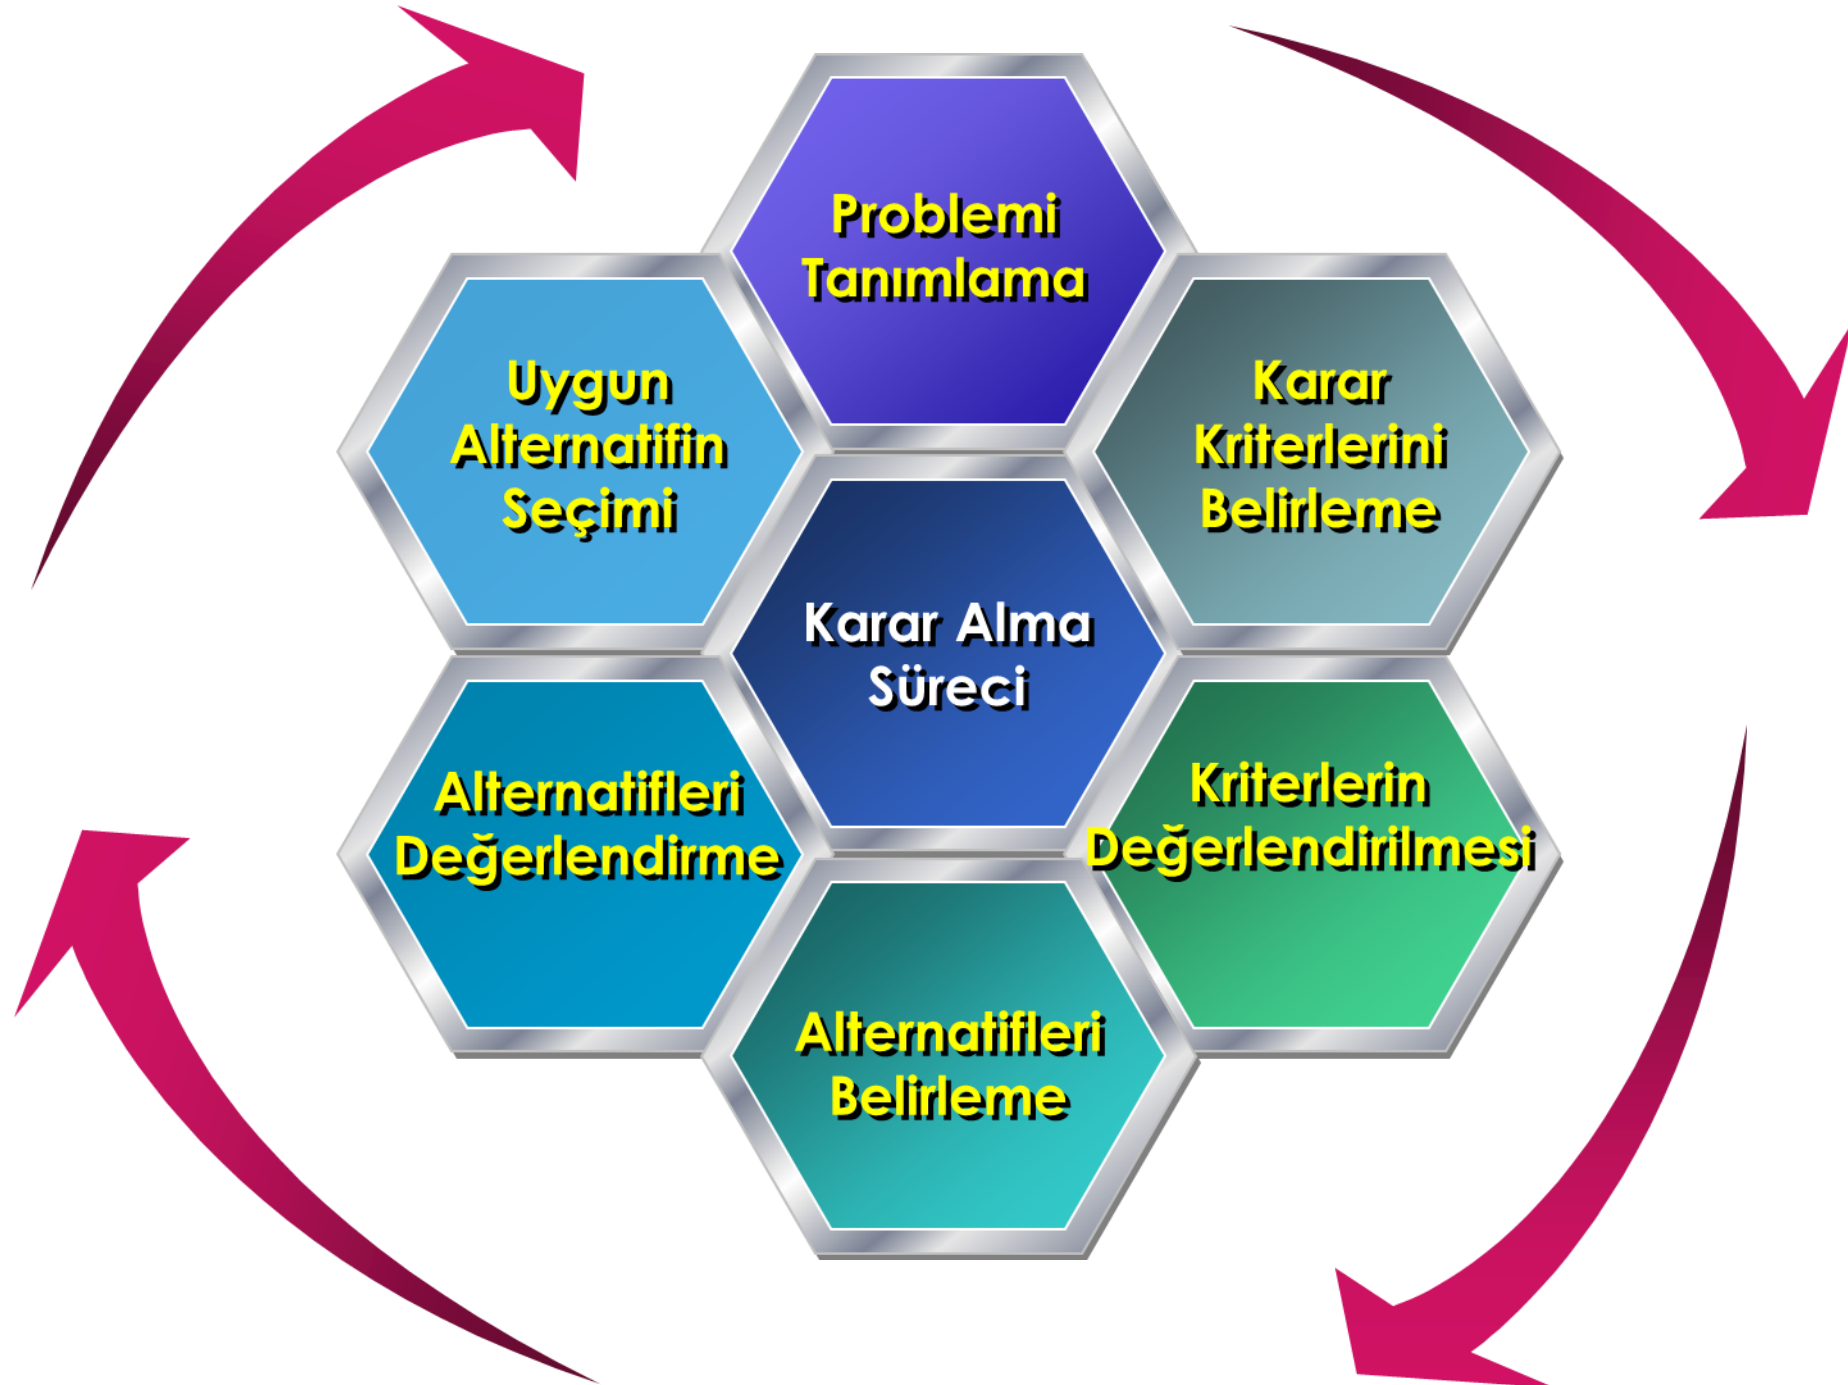 Problemi
Tanımlama
Karar
Kriterlerini
Belirleme
Kriterlerin
Değerlendirilmesi
Alternatifleri
Belirleme
Alternatifleri
Değerlendirme
Uygun
Alternatifin
Seçimi
Karar Alma
Süreci